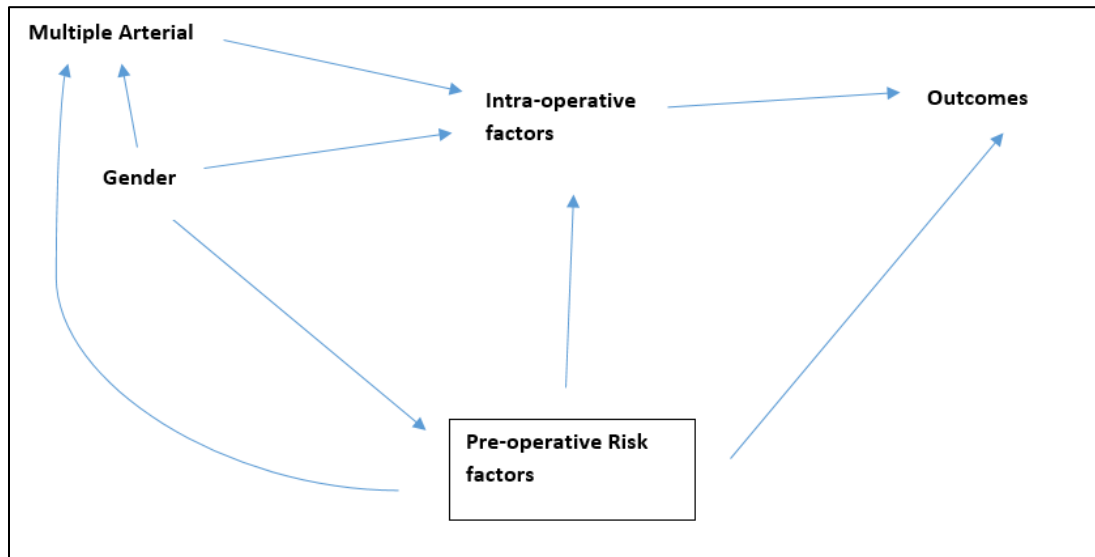 Multiple Arterial
Intra-operative
factors
Outcomes
Gender
Pre-operative Risk
factors